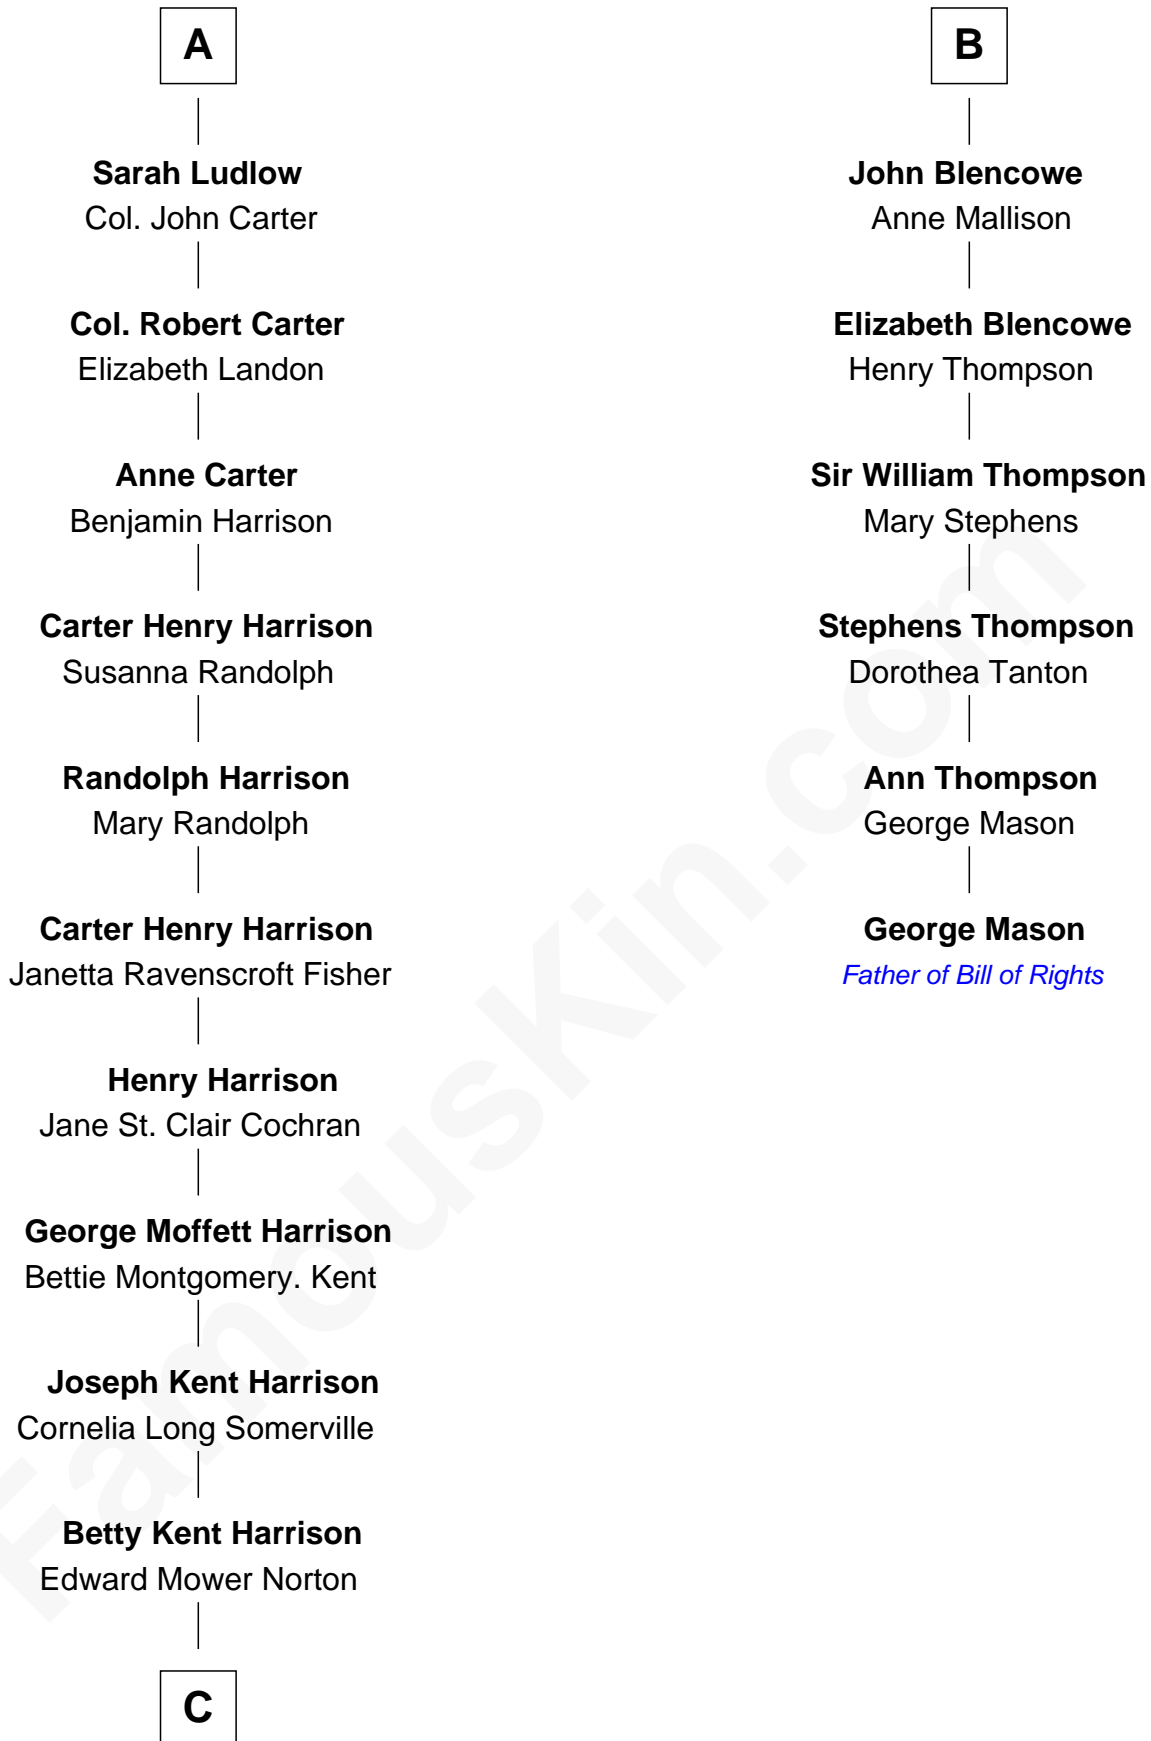 A
Sarah Ludlow
Col. John Carter
Col. Robert Carter
Elizabeth Landon
Anne Carter
Benjamin Harrison
Carter Henry Harrison
Susanna Randolph
Randolph Harrison
Mary Randolph
Carter Henry Harrison
Janetta Ravenscroft Fisher
Henry Harrison
Jane St. Clair Cochran
George Moffett Harrison
Bettie Montgomery. Kent
Joseph Kent Harrison
Cornelia Long Somerville
Betty Kent Harrison
Edward Mower Norton
C
B
John Blencowe
Anne Mallison
Elizabeth Blencowe
Henry Thompson
Sir William Thompson
Mary Stephens
Stephens Thompson
Dorothea Tanton
Ann Thompson
George Mason
George Mason
Father of Bill of Rights
FamousKin.com